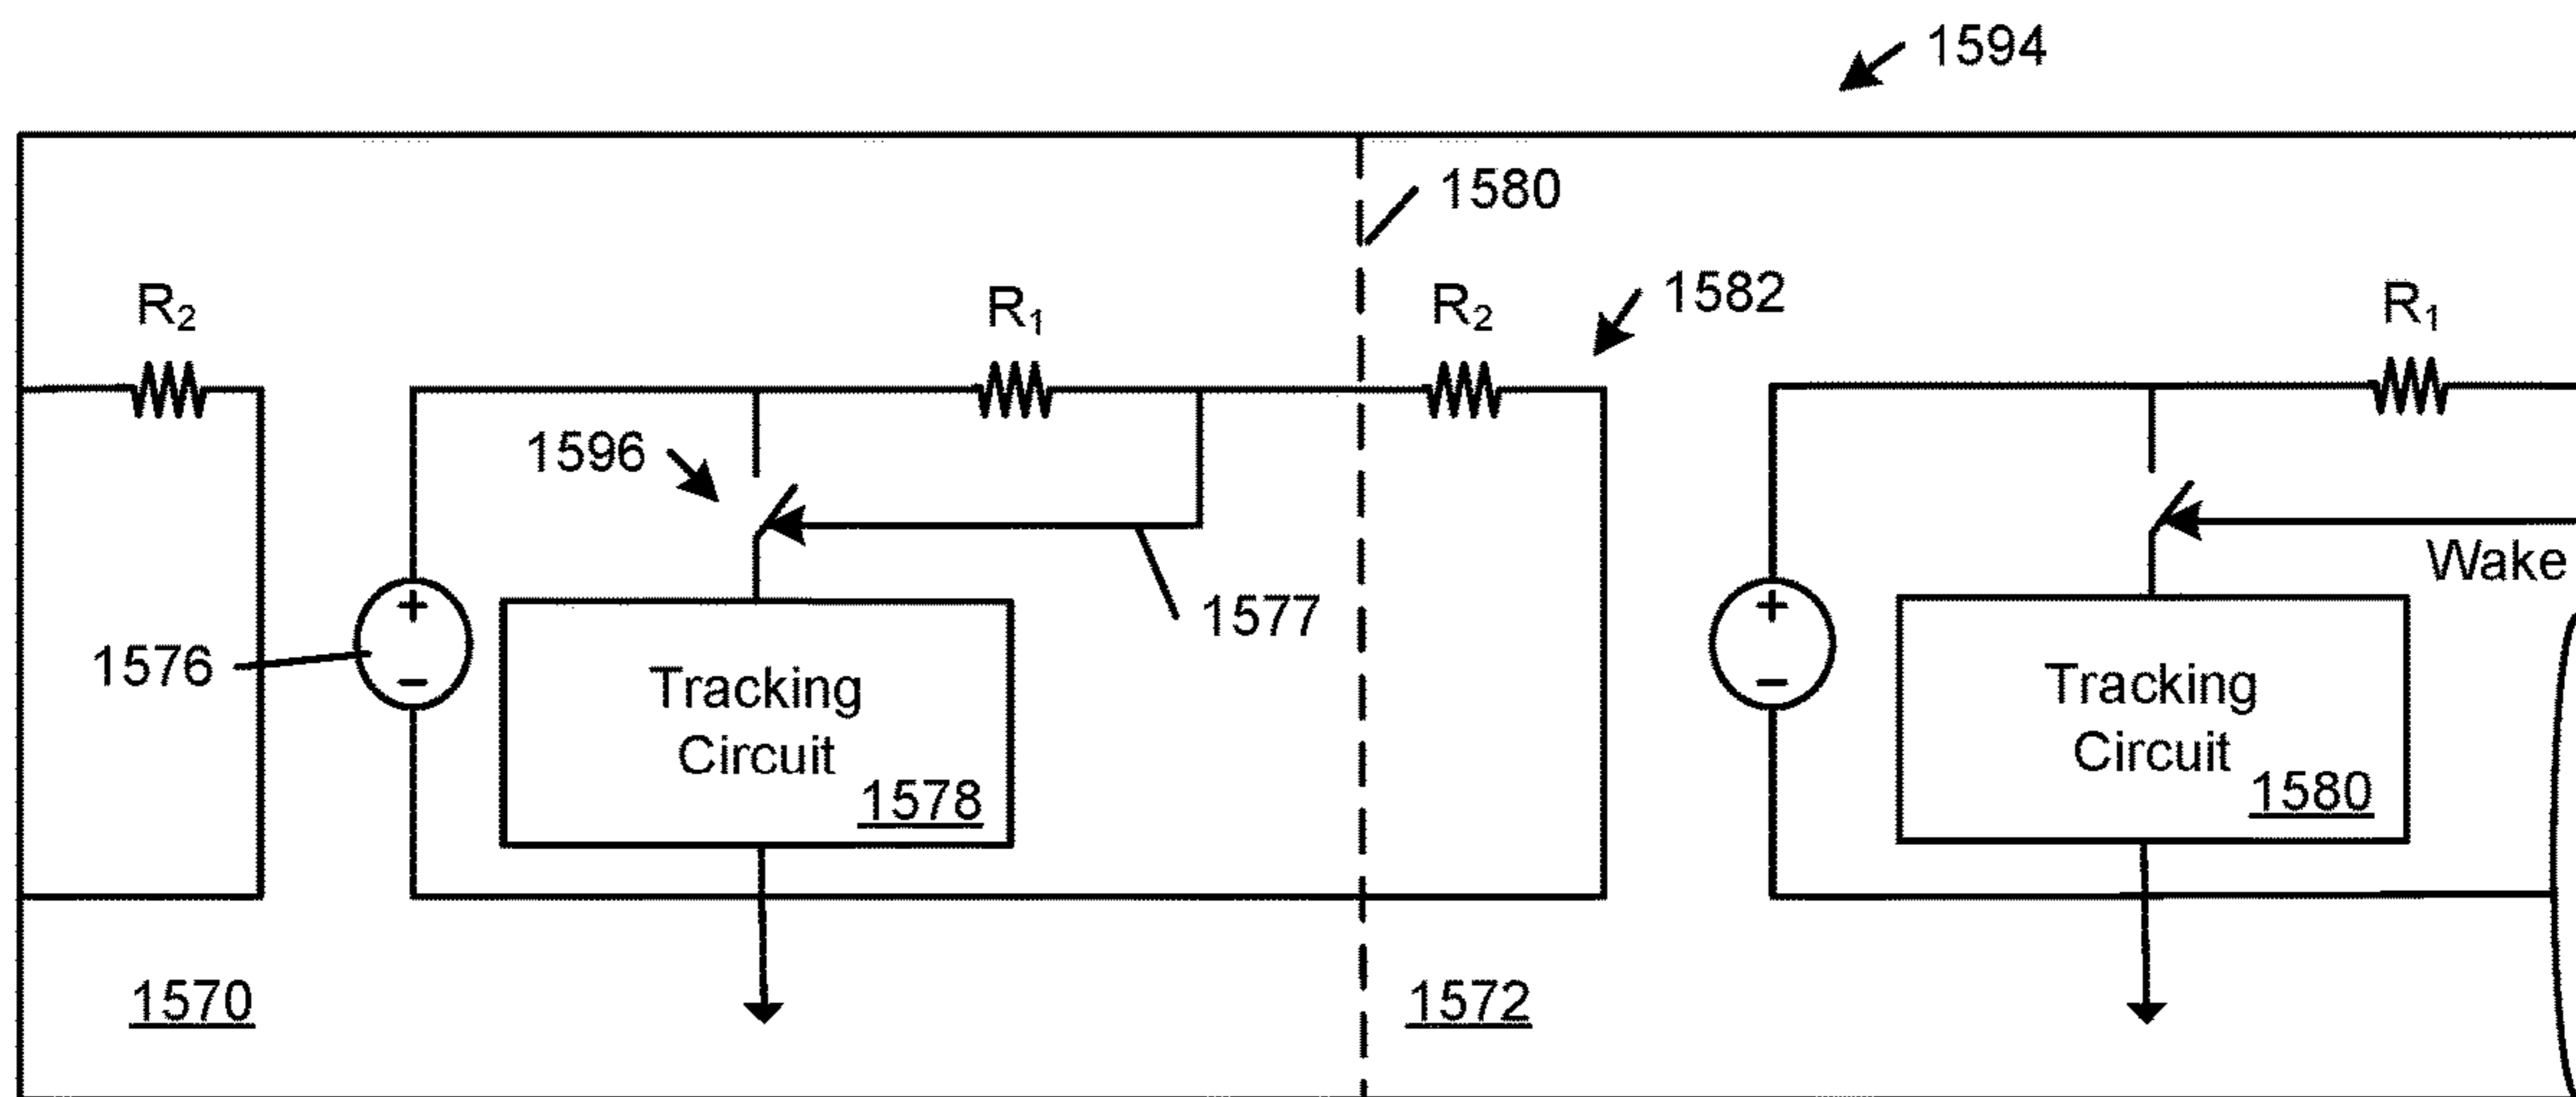 1594
1580
1582
R₂
R₁
R₂
R₁
1596
1577
Wake
1576
+
−
Tracking
Circuit
1578
+
−
Tracking
Circuit
1580
1570
1572